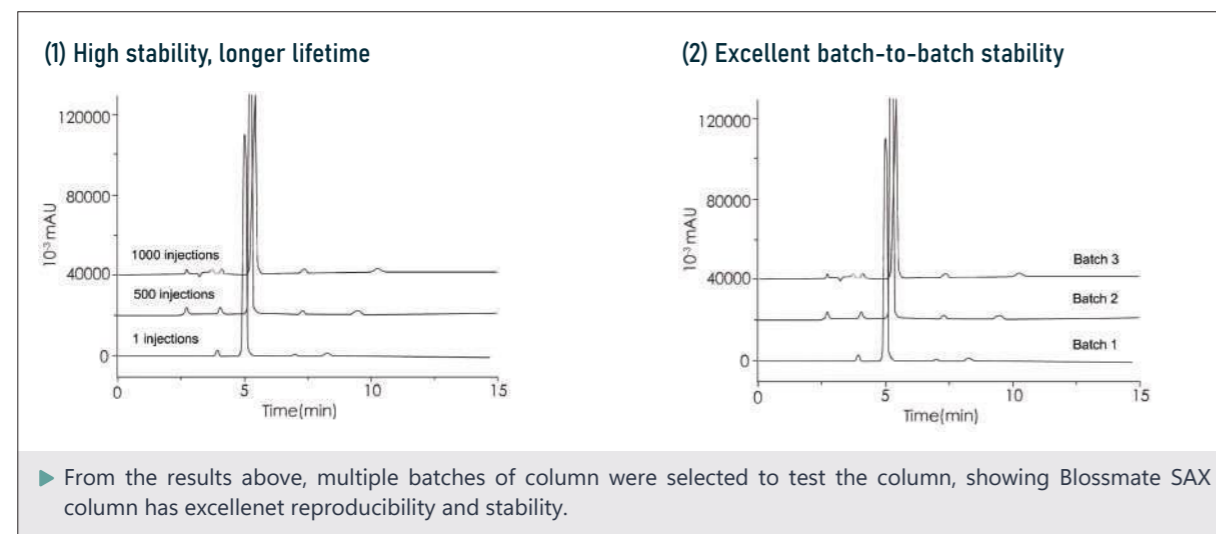 (1) High stability, longer lifetime
120000
80000
40000
0
10-³ mAU
1000 injections
500 injections
1 injections
0
5
10
15
Time(min)
(2) Excellent batch-to-batch stability
120000
80000
40000
0
10-³ mAU
Batch 3
Batch 2
Batch 1
0
5
10
15
Time(min)
From the results above, multiple batches of column were selected to test the column, showing Blossmate SAX
column has excellenet reproducibility and stability.